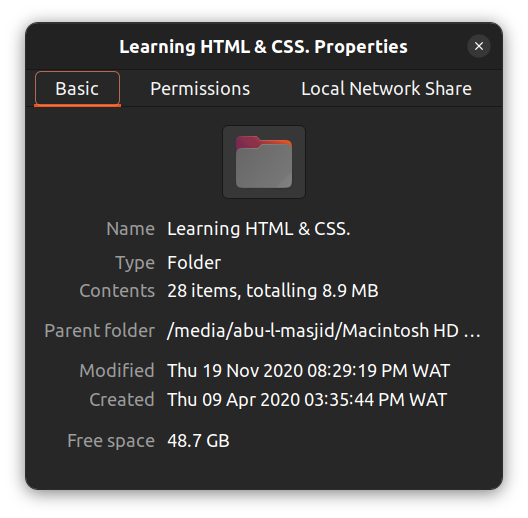 Learning HTML & CSS. Properties
Basic Permissions Local Network Share
Name Learning HTML & CSS.
Type Folder
Contents 28 items, totalling 8.9 MB
Parent folder /media/abu-l-masjid/Macintosh HD …
Modified Thu 19 Nov 2020 08:29:19 PM WAT
Created Thu 09 Apr 2020 03:35:44 PM WAT
Free space 48.7 GB